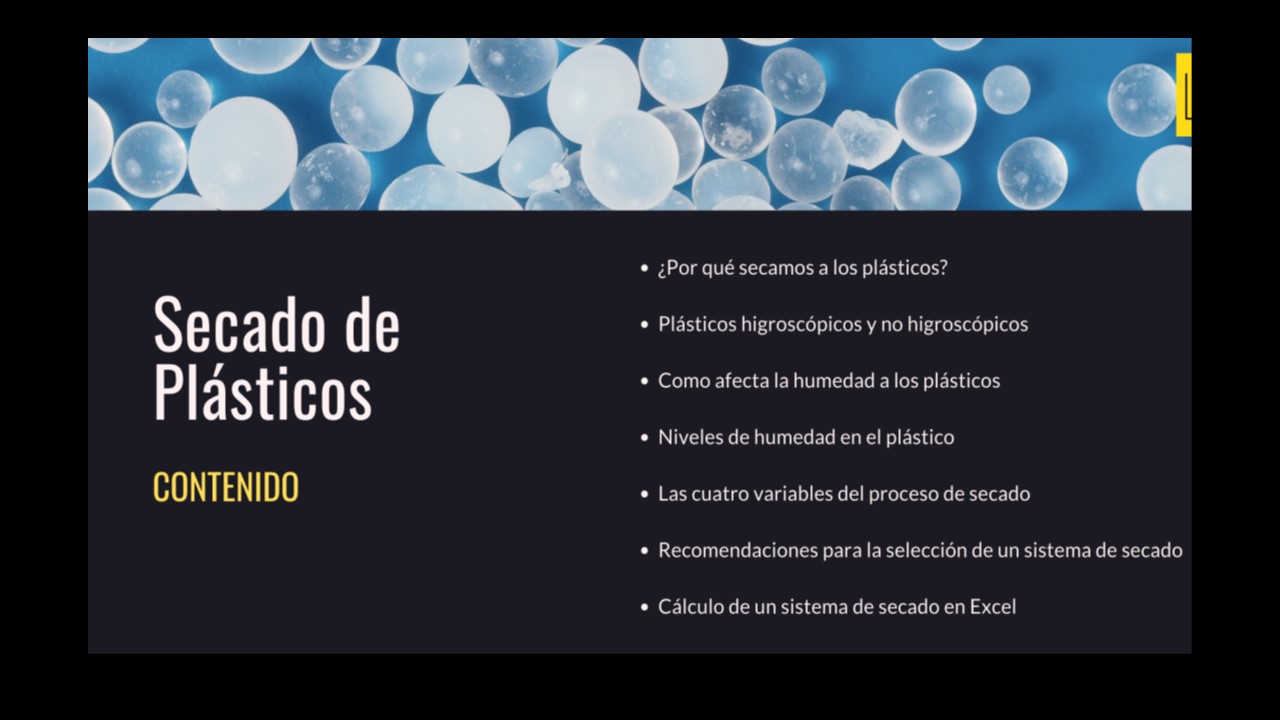 Secado de
Plásticos
CONTENIDO
• ¿Por qué secamos a los plásticos?
• Plásticos higroscópicos y no higroscópicos
• Como afecta la humedad a los plásticos
• Niveles de humedad en el plástico
• Las cuatro variables del proceso de secado
• Recomendaciones para la selección de un sistema de secado
• Cálculo de un sistema de secado en Excel